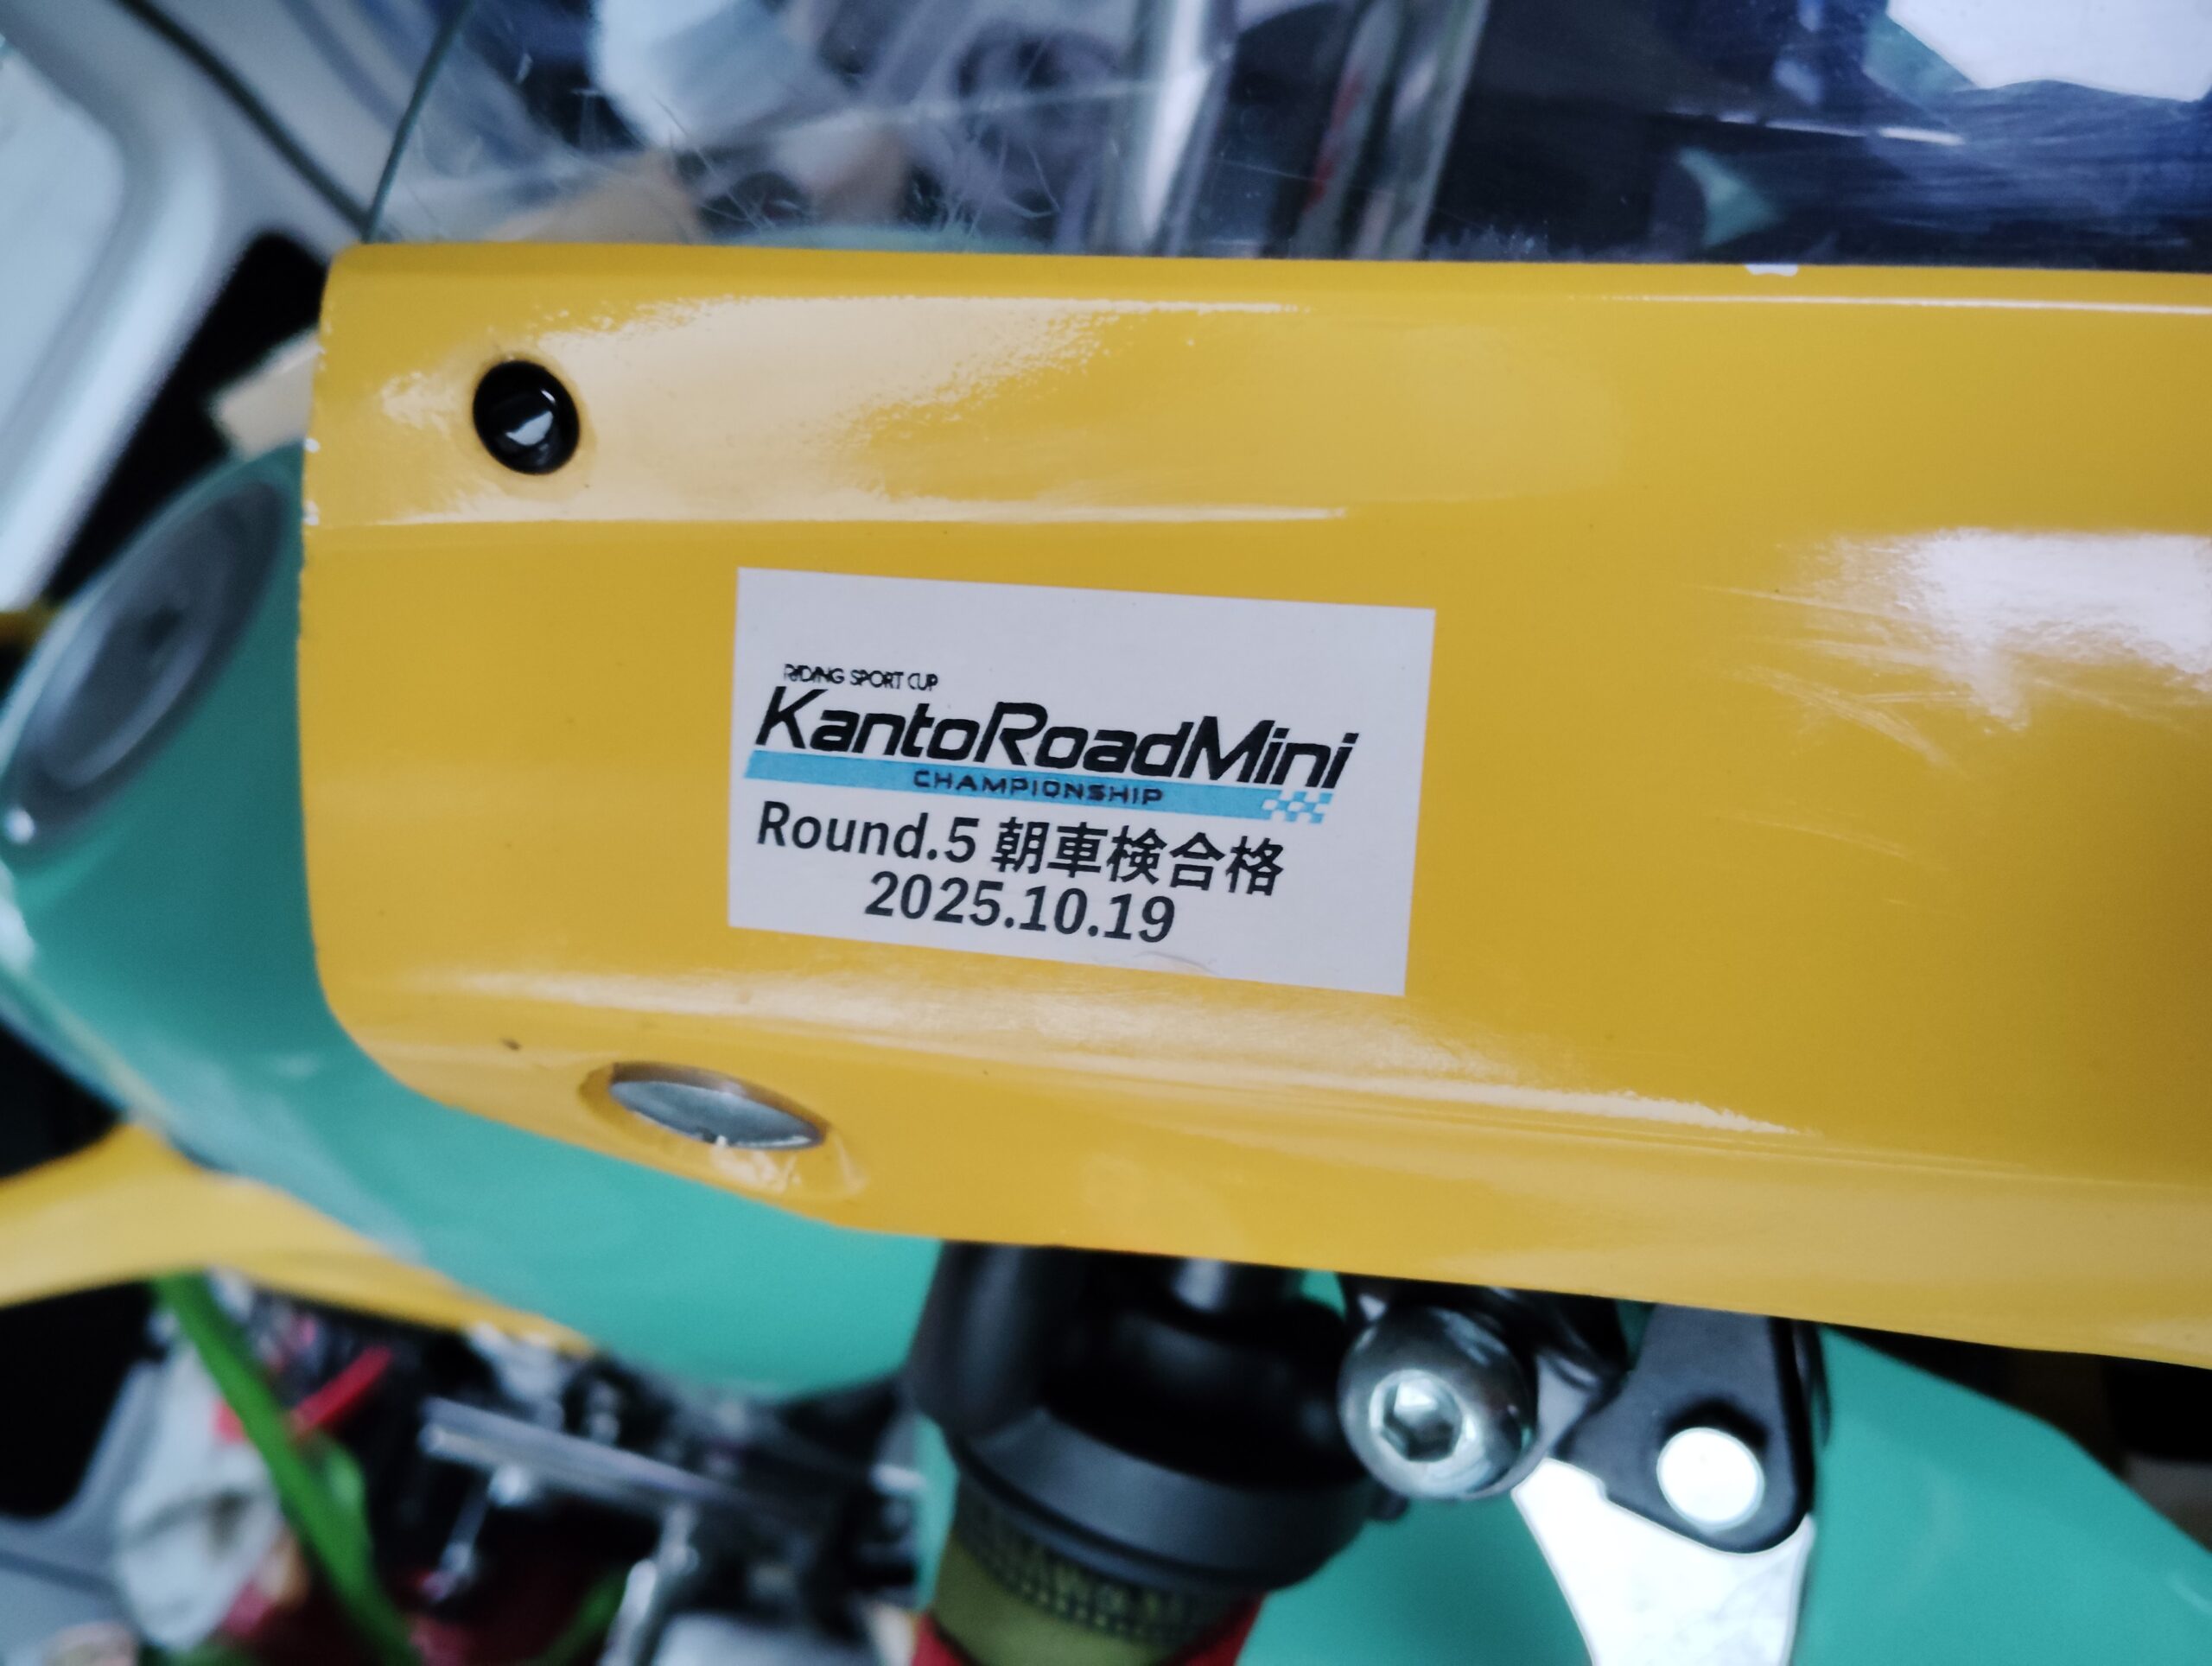 RIDING SPORT CUP
KantoRoadMini
CHAMPIONSHIP
Round.5 朝車検合格
2025.10.19